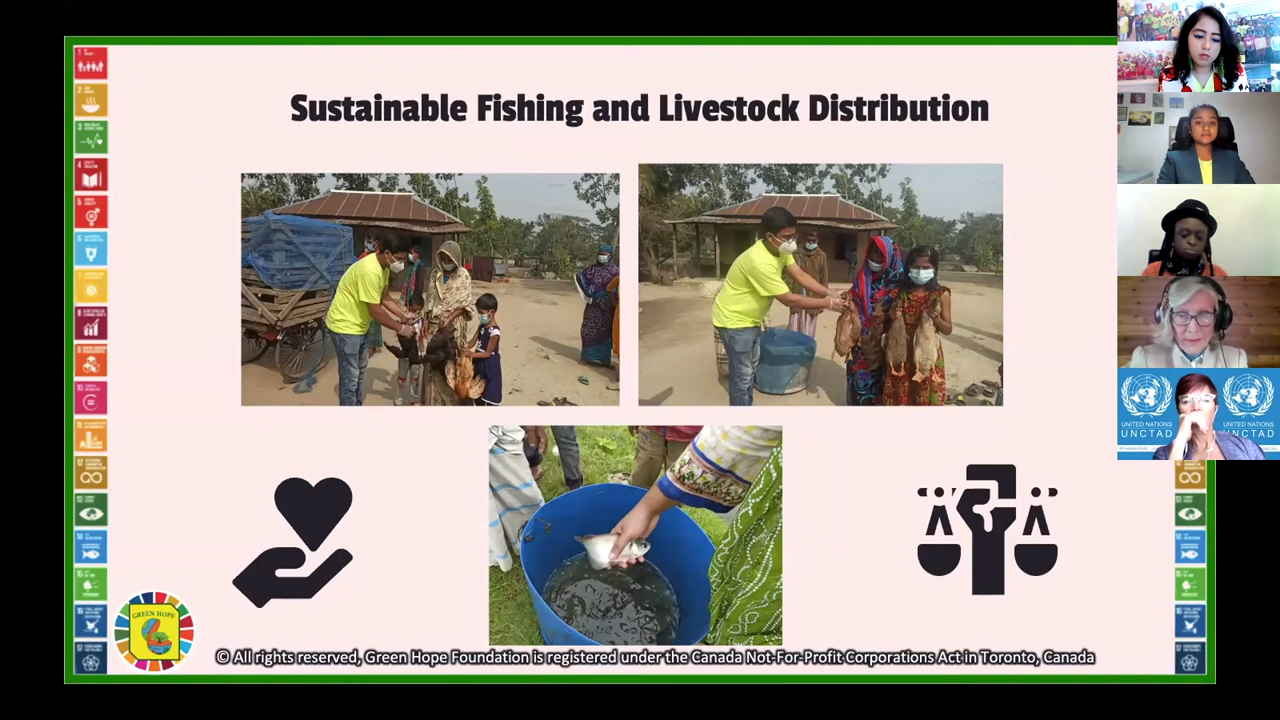 Sustainable Fishing and Livestock Distribution
UNITED NATIONS
UNCTAD
UNITED NATIONS
UNCTAD
GREEN HOPE
© All rights reserved, Green Hope Foundation is registered under the Canada Not-For-Profit Corporations Act in Toronto, Canada